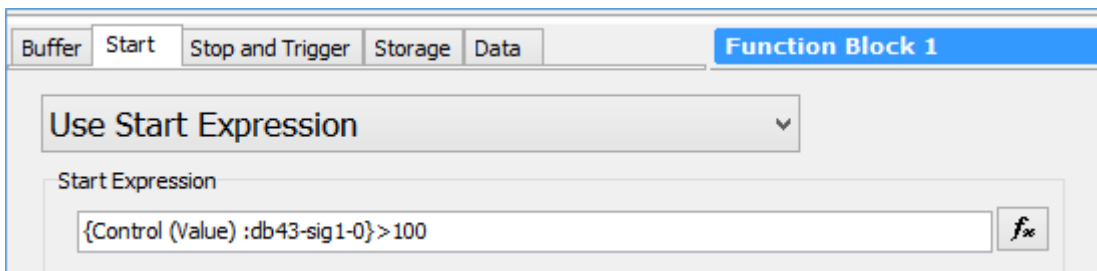 Buffer Start Stop and Trigger Storage Data Function Block 1
Use Start Expression
Start Expression
{Control (Value) :db43-sig1-0}>100 fx